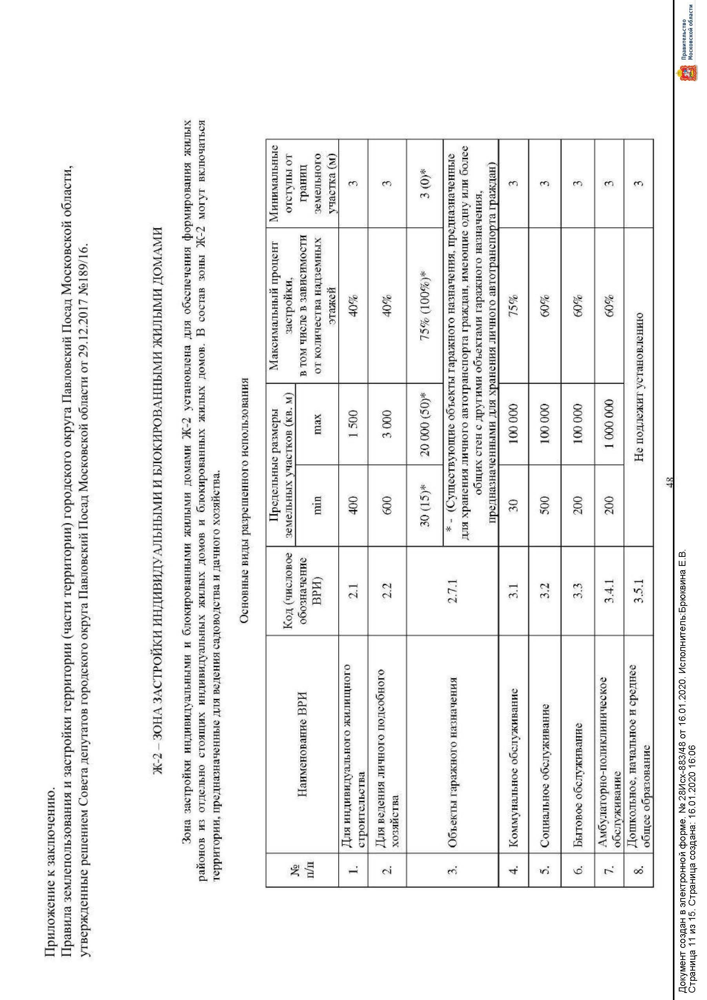 Приложение к заключению.
Правила землепользования и застройки территории (части территории) городского округа Павловский Посад Московской области,
утвержденные решением Совета депутатов городского округа Павловский Посад Московской области от 29.12.2017 №189/16.
Ж-2 – ЗОНА ЗАСТРОЙКИ ИНДИВИДУАЛЬНЫМИ И БЛОКИРОВАННЫМИ ЖИЛЫМИ ДОМАМИ
Зона застройки индивидуальными и блокированными жилыми домами Ж-2 установлена для обеспечения формирования жилых
районов из отдельно стоящих индивидуальных жилых домов и блокированных жилых домов. В состав зоны Ж-2 могут включаться
территории, предназначенные для ведения садоводства и дачного хозяйства.
Основные виды разрешенного использования
№
п/п
Наименование ВРИ
Код (числовое
обозначение
ВРИ)
Предельные размеры
земельных участков (кв. м)
min
max
Максимальный процент
застройки,
в том числе в зависимости
от количества надземных
этажей
Минимальные
отступы от
границ
земельного
участка (м)
1.
Для индивидуального жилищного
строительства
2.1
400
1 500
40%
3
2.
Для ведения личного подсобного
хозяйства
2.2
600
3 000
40%
3
3.
Объекты гаражного назначения
2.7.1
30 (15)*
20 000 (50)*
75% (100%)*
3 (0)*
* - (Существующие объекты гаражного назначения, предназначенные
для хранения личного автотранспорта граждан, имеющие одну или более
общих стен с другими объектами гаражного назначения,
предназначенными для хранения личного автотранспорта граждан)
4.
Коммунальное обслуживание
3.1
30
100 000
75%
3
5.
Социальное обслуживание
3.2
500
100 000
60%
3
6.
Бытовое обслуживание
3.3
200
100 000
60%
3
7.
Амбулаторно-поликлиническое
обслуживание
3.4.1
200
1 000 000
60%
3
8.
Дошкольное, начальное и среднее
общее образование
3.5.1
Не подлежит установлению
3
48
Документ создан в электронной форме. № 28Исх-883/48 от 16.01.2020. Исполнитель:Брюквина Е.В.
Страница 11 из 15. Страница создана: 16.01.2020 16:06
Правительство
Московской области